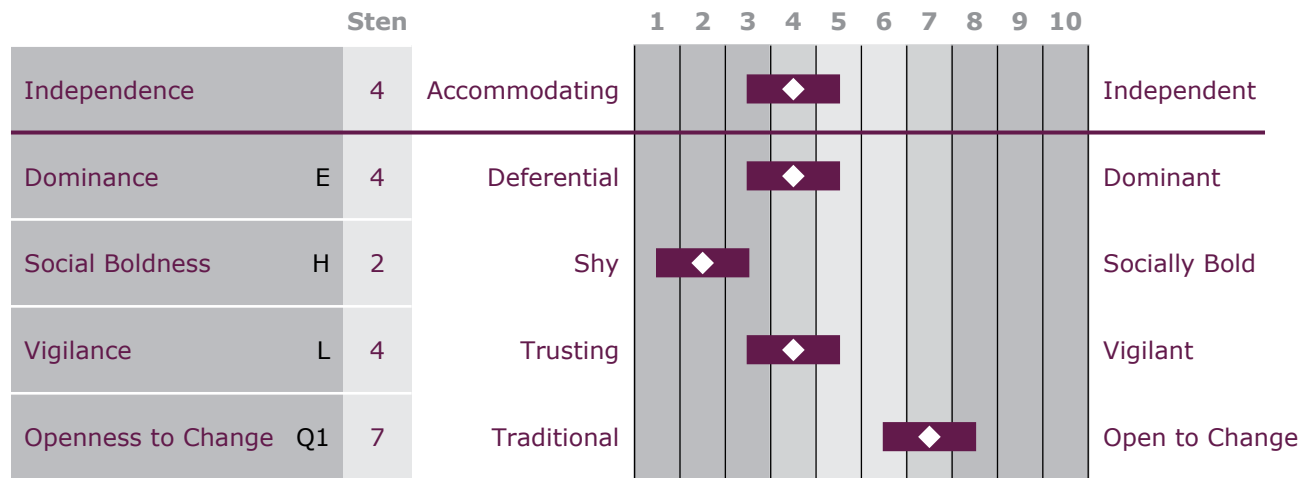 Sten 1 2 3 4 5 6 7 8 9 10
Independence 4 Accommodating Independent
Dominance E 4 Deferential Dominant
Social Boldness H 2 Shy Socially Bold
Vigilance L 4 Trusting Vigilant
Openness to Change Q1 7 Traditional Open to Change